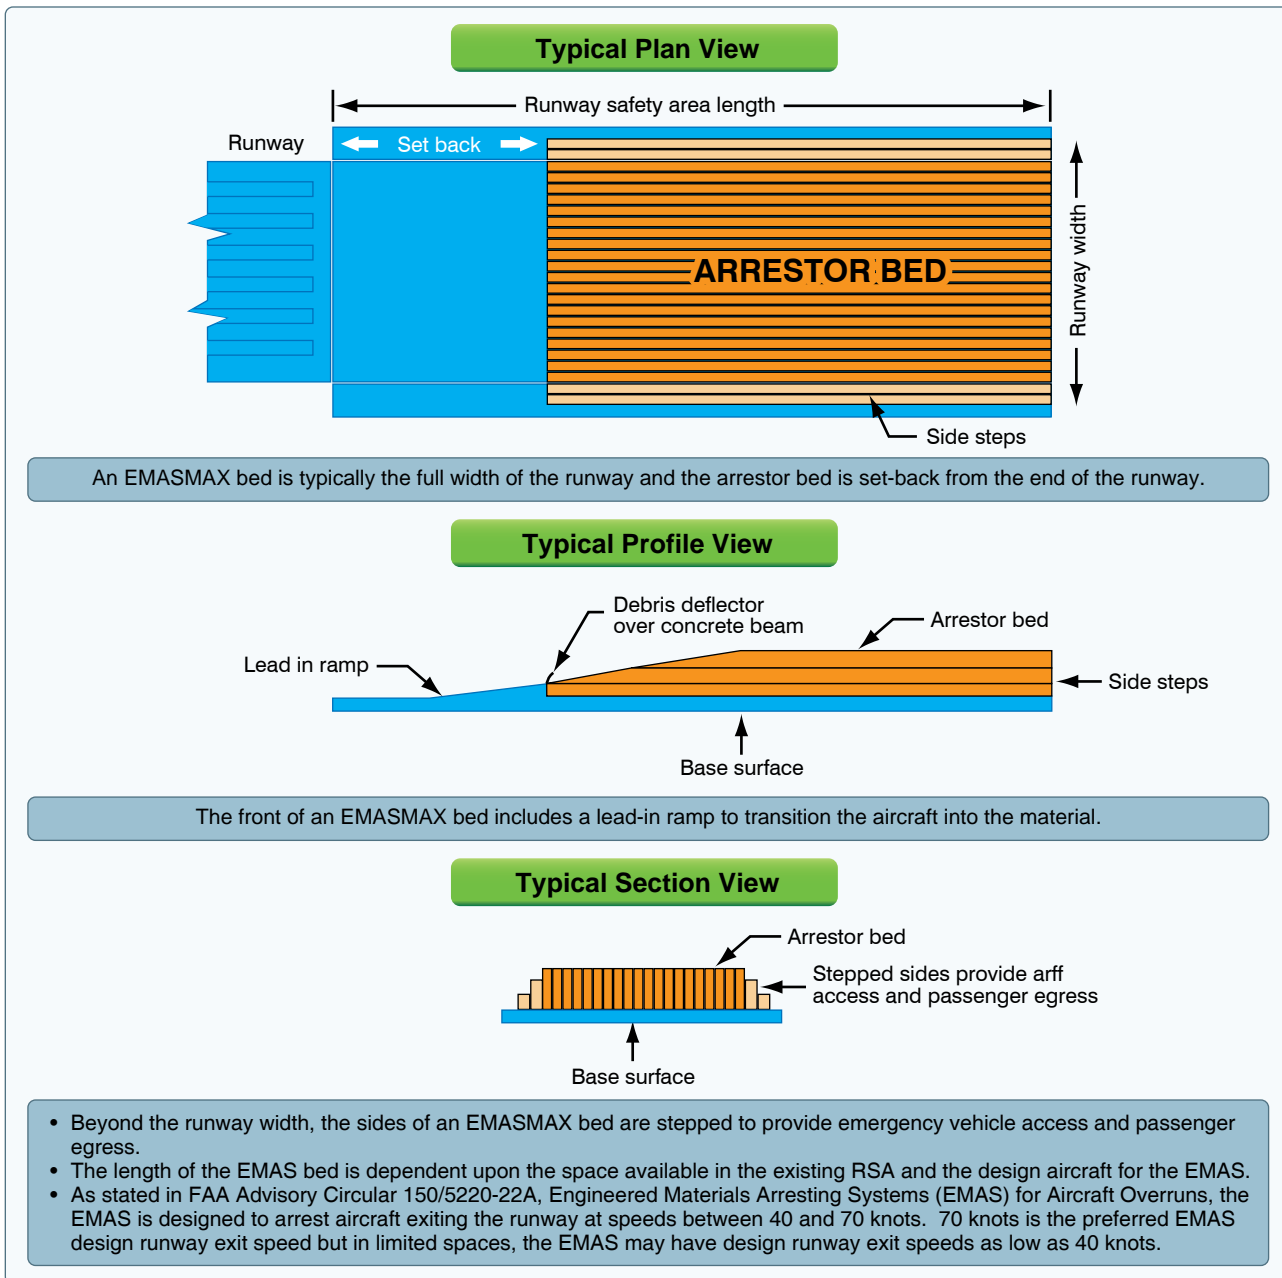 Typical Plan View
Runway safety area length
Runway
Set back
ARRESTOR BED
Runway width
Side steps
An EMASMAX bed is typically the full width of the runway and the arrestor bed is set-back from the end of the runway.
Typical Profile View
Debris deflector
over concrete beam
Arrestor bed
Lead in ramp
Side steps
Base surface
The front of an EMASMAX bed includes a lead-in ramp to transition the aircraft into the material.
Typical Section View
Arrestor bed
Stepped sides provide arff
access and passenger egress
Base surface
• Beyond the runway width, the sides of an EMASMAX bed are stepped to provide emergency vehicle access and passenger
egress.
• The length of the EMAS bed is dependent upon the space available in the existing RSA and the design aircraft for the EMAS.
• As stated in FAA Advisory Circular 150/5220-22A, Engineered Materials Arresting Systems (EMAS) for Aircraft Overruns, the
EMAS is designed to arrest aircraft exiting the runway at speeds between 40 and 70 knots.  70 knots is the preferred EMAS
design runway exit speed but in limited spaces, the EMAS may have design runway exit speeds as low as 40 knots.